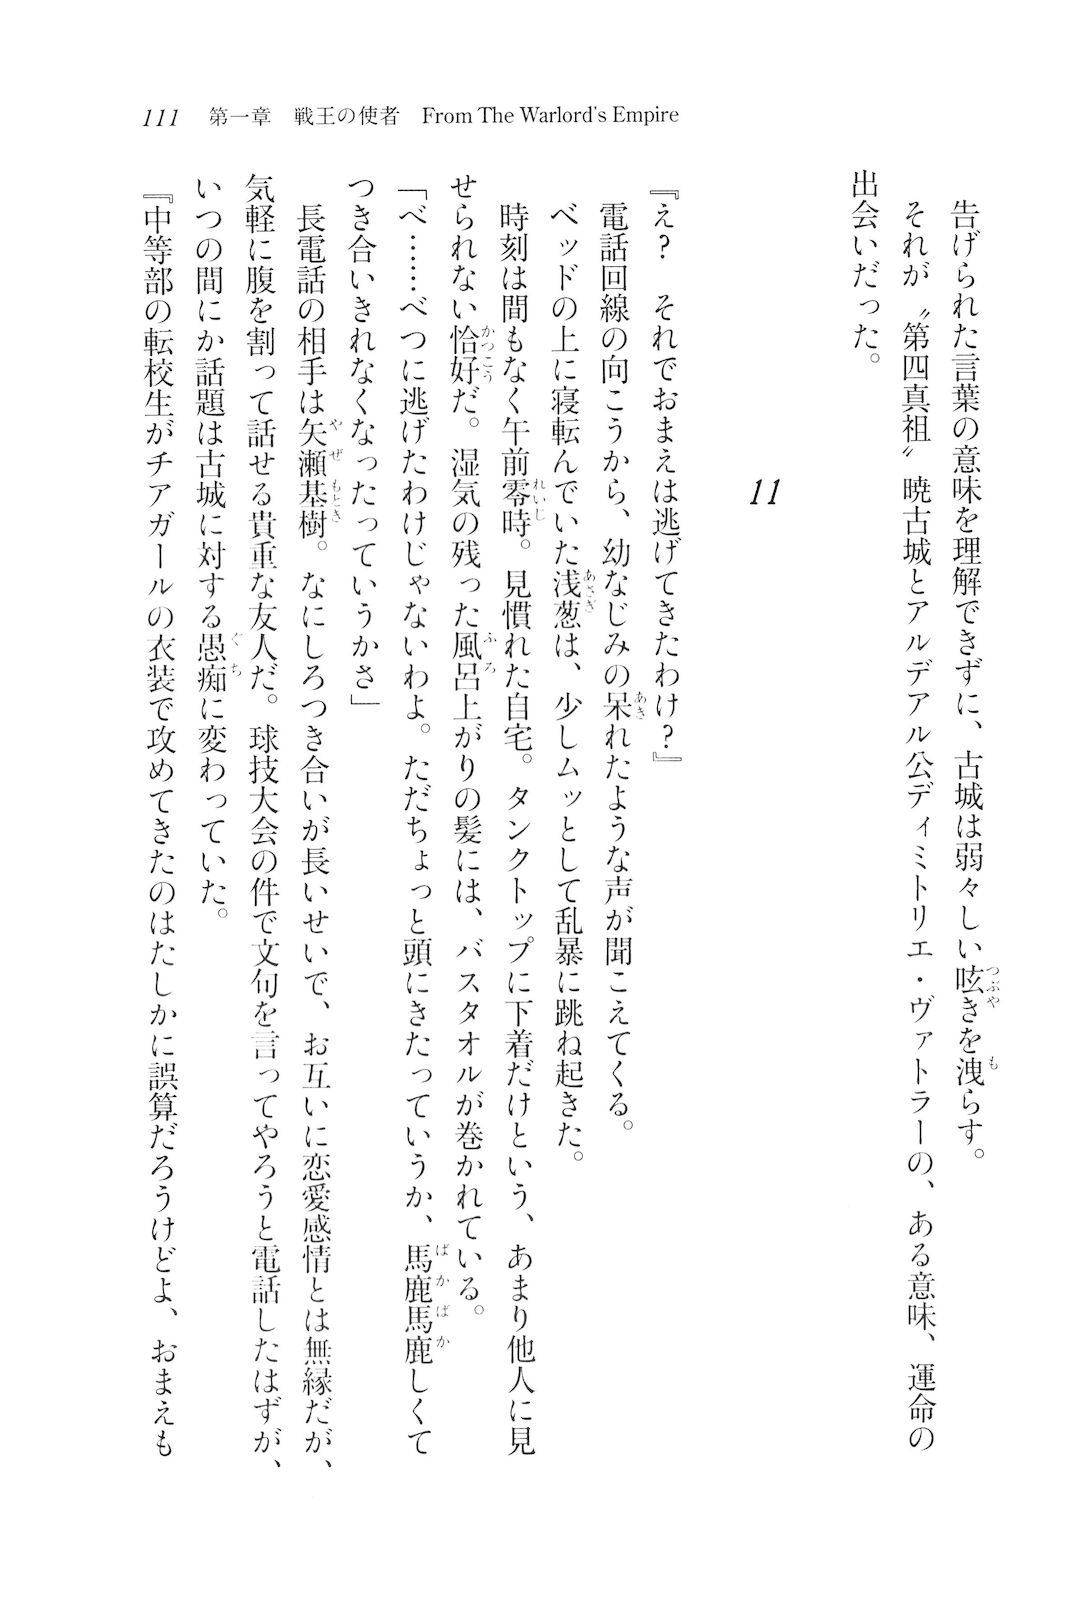 111 第一章 戦王の使者 From The Warlord's Empire
告げられた言葉の意味を理解できずに、古城は弱々しい呟きを洩らす。
それが〝第四真祖〟暁古城とアルデアル公ディミトリエ・ヴァトラーの、ある意味、運命の
出会いだった。
11
『え？　それでおまえは逃げてきたわけ？』
電話回線の向こうから、幼なじみの呆れたような声が聞こえてくる。
ベッドの上に寝転んでいた浅葱は、少しムッとして乱暴に跳ね起きた。
時刻は間もなく午前零時。見慣れた自宅。タンクトップに下着だけという、あまり他人に見
せられない恰好だ。湿気の残った風呂上がりの髪には、バスタオルが巻かれている。
「べ……べつに逃げたわけじゃないわよ。ただちょっと頭にきたっていうか、馬鹿馬鹿しくて
つき合いきれなくなったっていうかさ」
長電話の相手は矢瀬基樹。なにしろつき合いが長いせいで、お互いに恋愛感情とは無縁だが、
気軽に腹を割って話せる貴重な友人だ。球技大会の件で文句を言ってやろうと電話したはずが、
いつの間にか話題は古城に対する愚痴に変わっていた。
『中等部の転校生がチアガールの衣装で攻めてきたのはたしかに誤算だろうけどよ、おまえも